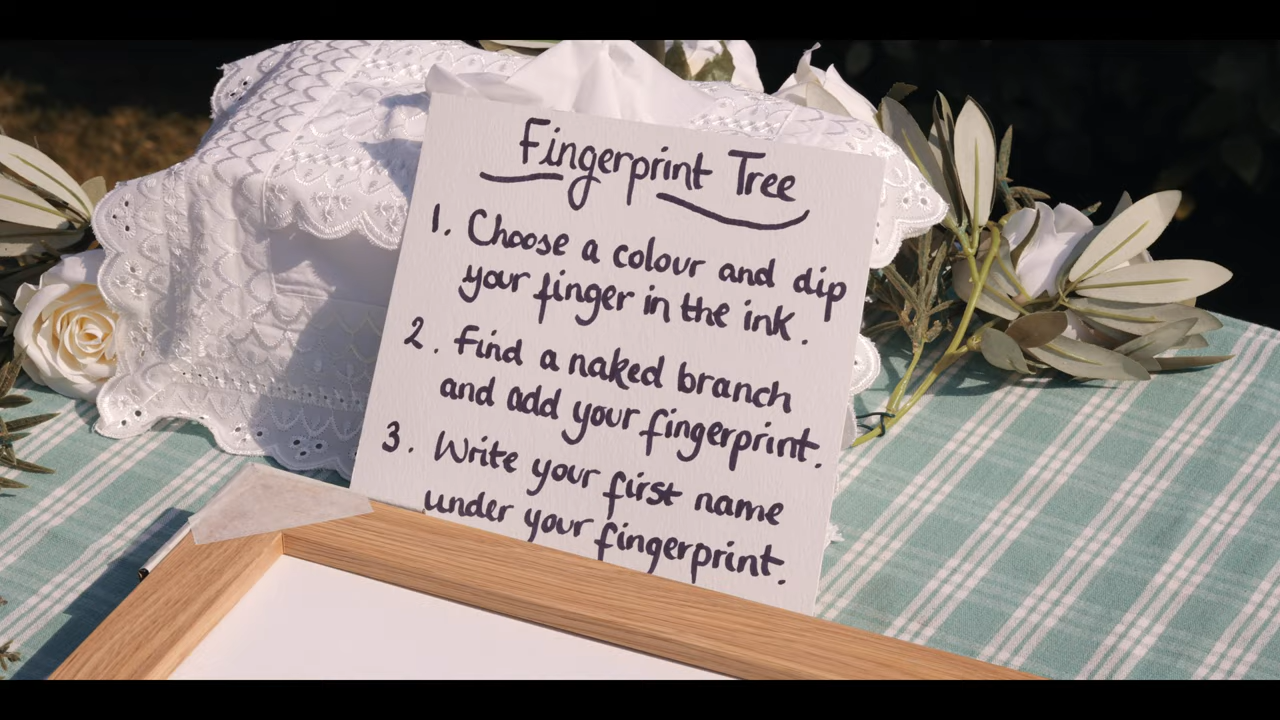 Fingerprint Tree
1. Choose a colour and dip
your finger in the ink.
2. Find a naked branch
and add your fingerprint.
3. Write your first name
under your fingerprint.